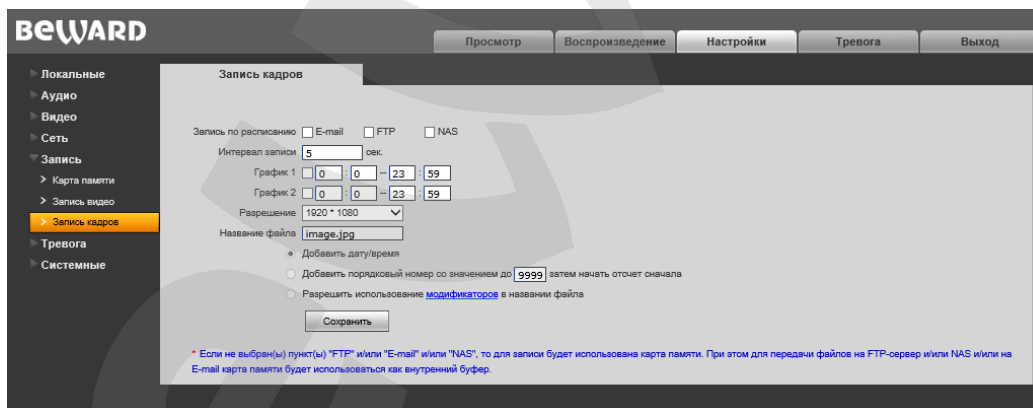 BEWARD
Просмотр Воспроизведение Настройки Тревога Выход
Локальные
Аудио
Видео
Сеть
Запись
Карта памяти
Запись видео
Запись кадров
Тревога
Системные
Запись кадров
Запись по расписанию E-mail FTP NAS
Интервал записи 5 сек.
График 1 0 : 0 -- 23 : 59
График 2 0 : 0 -- 23 : 59
Разрешение 1920 * 1080
Название файла image.jpg
Добавить дату/время
Добавить порядковый номер со значением до 9999 затем начать отсчет сначала
Разрешить использование модификаторов в названии файла
Сохранить
* Если не выбран(ы) пункт(ы) "FTP" и/или "E-mail" и/или "NAS", то для записи будет использована карта памяти. При этом для передачи файлов на FTP-сервер и/или NAS и/или на
E-mail карта памяти будет использоваться как внутренний буфер.